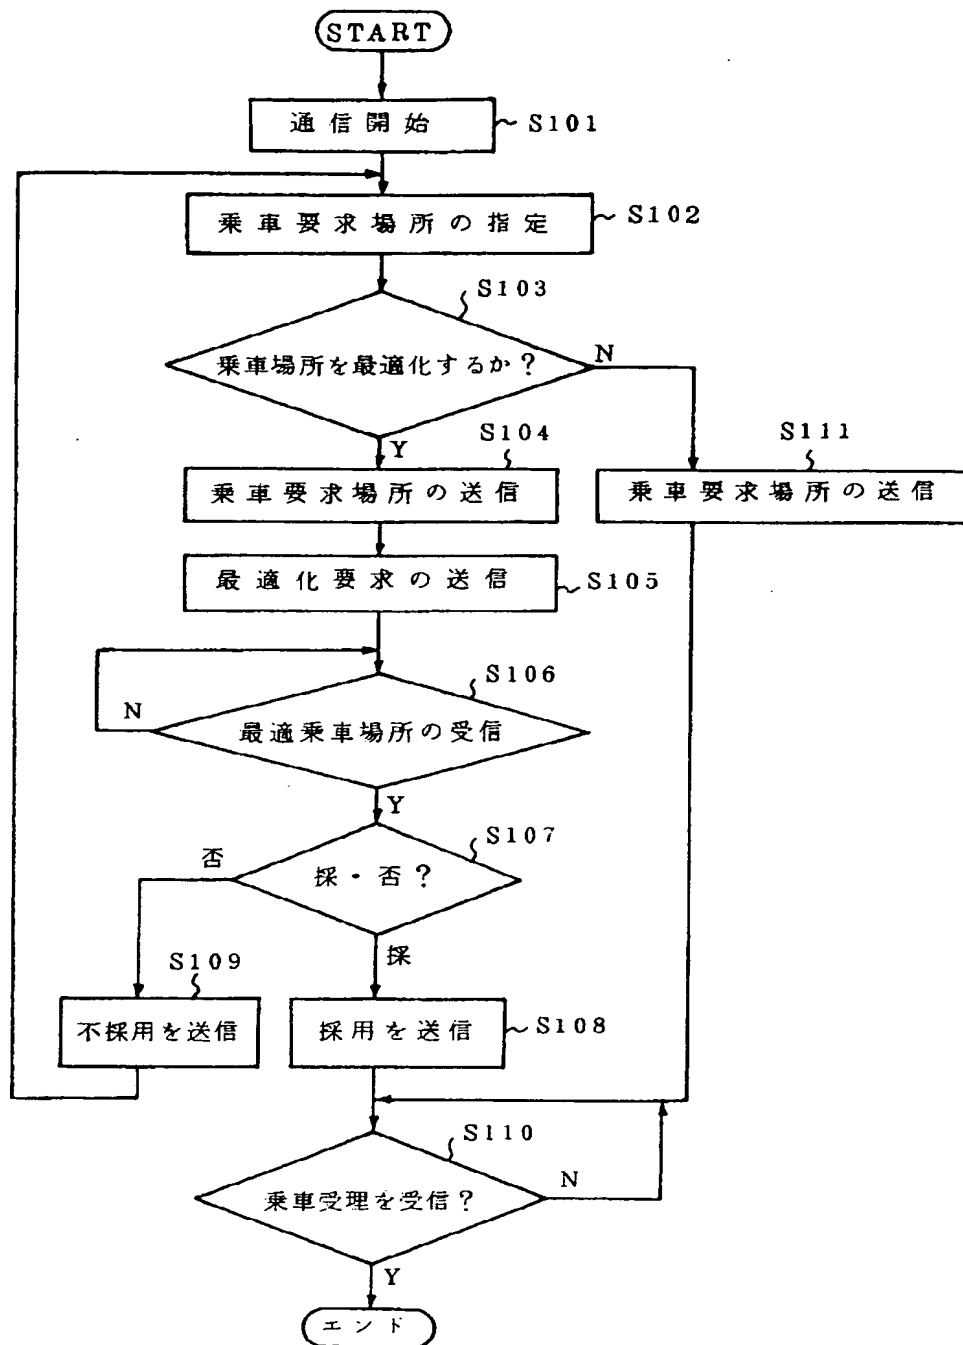 START
通信開始 S101
乗車要求場所の指定 S102
S103
乗車場所を最適化するか? N
Y
S104 S111
乗車要求場所の送信 乗車要求場所の送信
最適化要求の送信 S105
S106
N 最適乗車場所の受信
Y
S107
否 採・否?
採
S109
不採用を送信 採用を送信 S108
S110
乗車受理を受信? N
Y
エンド